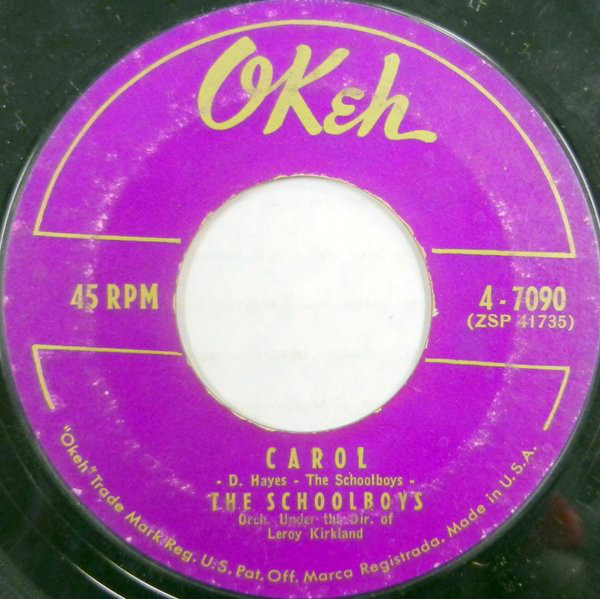 OKeh
45 RPM
4-7090
(ZSP 41735)
CAROL
- D. Hayes - The Schoolboys -
THE SCHOOLBOYS
Orch. Under the Dir. of
Leroy Kirkland
"Okeh" Trade Mark Reg. U.S. Pat. Off. Marca Registrada. Made in U.S.A.